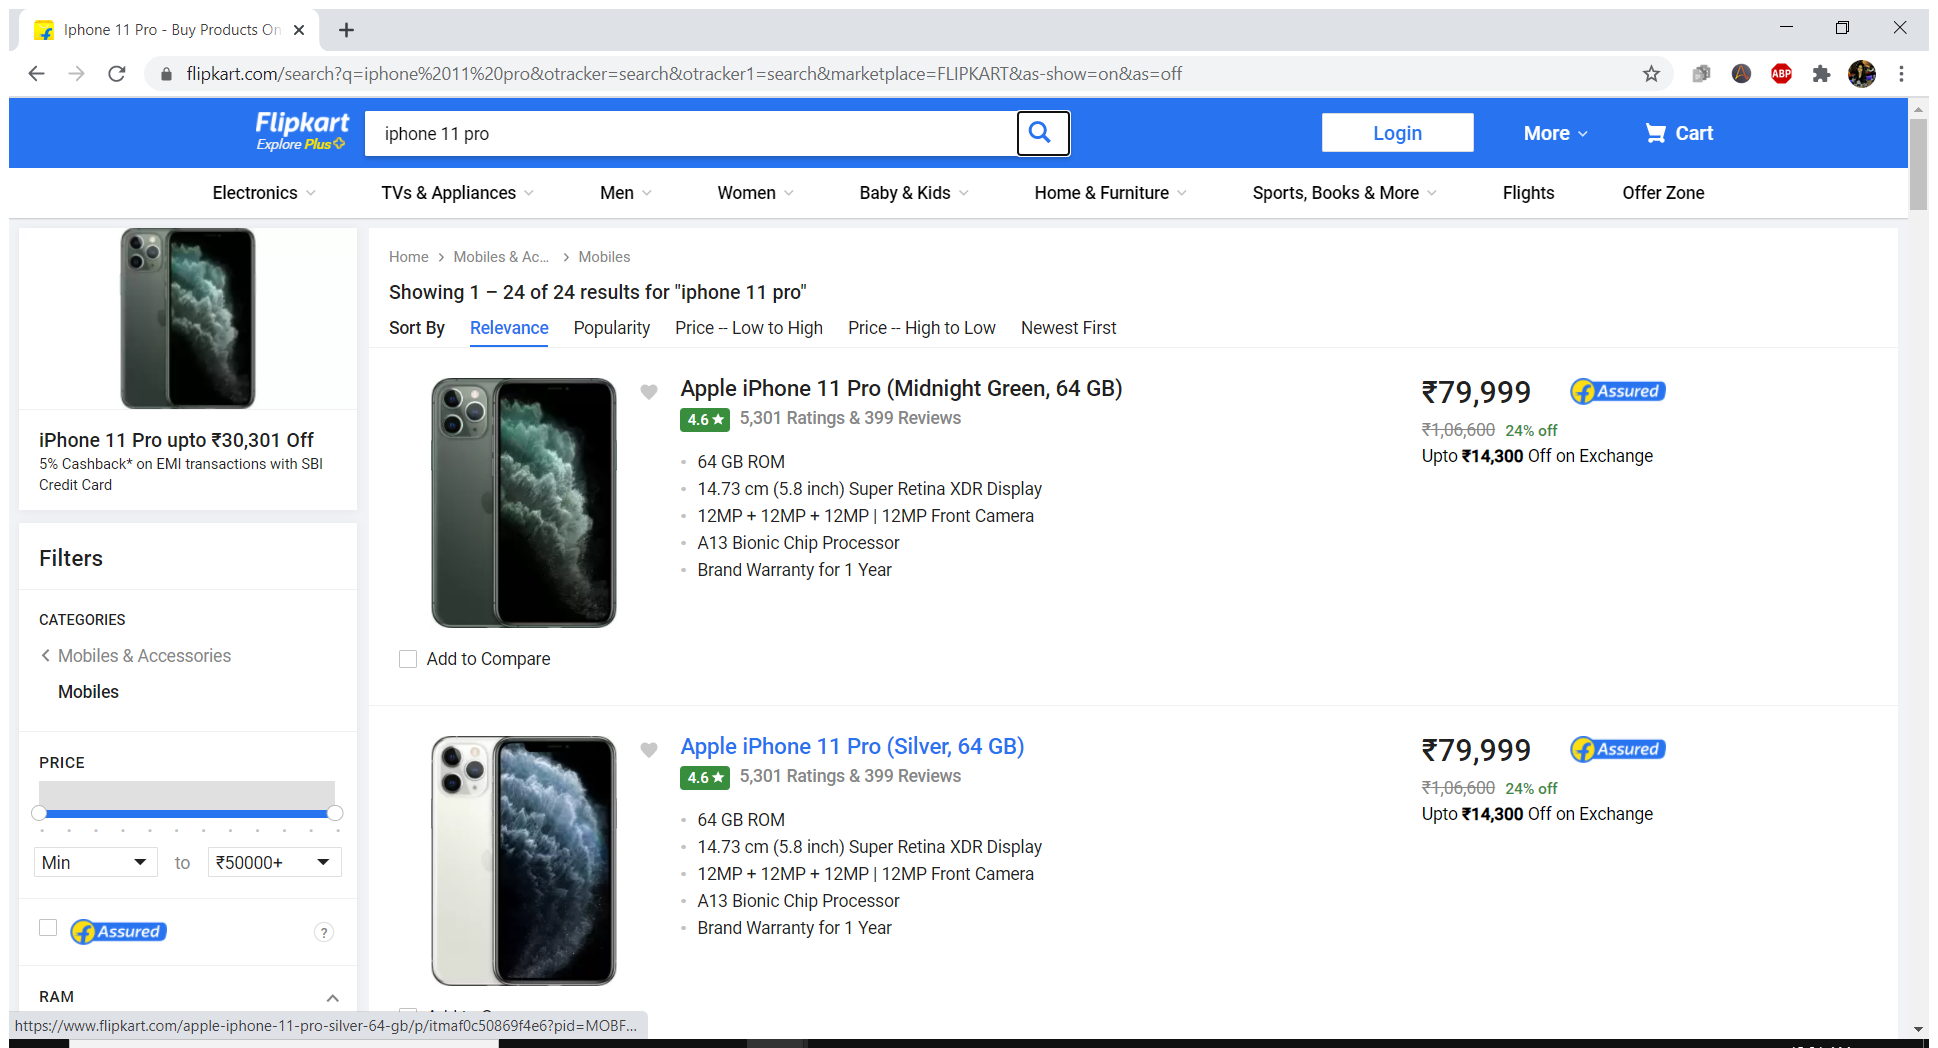 Iphone 11 Pro - Buy Products On
flipkart.com/search?q=iphone%2011%20pro&otracker=search&otracker1=search&marketplace=FLIPKART&as-show=on&as=off
ABP
Flipkart
Explore Plus
iphone 11 pro
Login
More
Cart
Electronics
TVs & Appliances
Men
Women
Baby & Kids
Home & Furniture
Sports, Books & More
Flights
Offer Zone
iPhone 11 Pro upto ₹30,301 Off
5% Cashback* on EMI transactions with SBI
Credit Card
Filters
CATEGORIES
Mobiles & Accessories
Mobiles
PRICE
Min
to
₹50000+
Assured
?
RAM
Home
Mobiles & Ac...
Mobiles
Showing 1 – 24 of 24 results for "iphone 11 pro"
Sort By
Relevance
Popularity
Price -- Low to High
Price -- High to Low
Newest First
Apple iPhone 11 Pro (Midnight Green, 64 GB)
4.6★ 5,301 Ratings & 399 Reviews
64 GB ROM
14.73 cm (5.8 inch) Super Retina XDR Display
12MP + 12MP + 12MP | 12MP Front Camera
A13 Bionic Chip Processor
Brand Warranty for 1 Year
₹79,999
Assured
₹1,06,600 24% off
Upto ₹14,300 Off on Exchange
Add to Compare
Apple iPhone 11 Pro (Silver, 64 GB)
4.6★ 5,301 Ratings & 399 Reviews
64 GB ROM
14.73 cm (5.8 inch) Super Retina XDR Display
12MP + 12MP + 12MP | 12MP Front Camera
A13 Bionic Chip Processor
Brand Warranty for 1 Year
₹79,999
Assured
₹1,06,600 24% off
Upto ₹14,300 Off on Exchange
https://www.flipkart.com/apple-iphone-11-pro-silver-64-gb/p/itmaf0c50869f4e6?pid=MOBF...